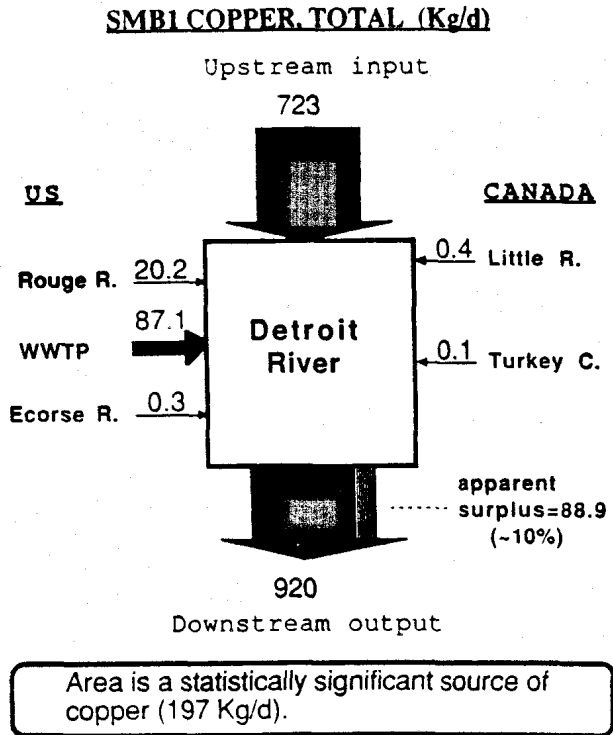 SMB1 COPPER, TOTAL (Kg/d)
Upstream input
723
US
CANADA
Rouge R. 20.2
0.4 Little R.
WWTP 87.1
Detroit
River
0.1 Turkey C.
Ecorse R. 0.3
apparent
surplus=88.9
(~10%)
920
Downstream output
Area is a statistically significant source of
copper (197 Kg/d).